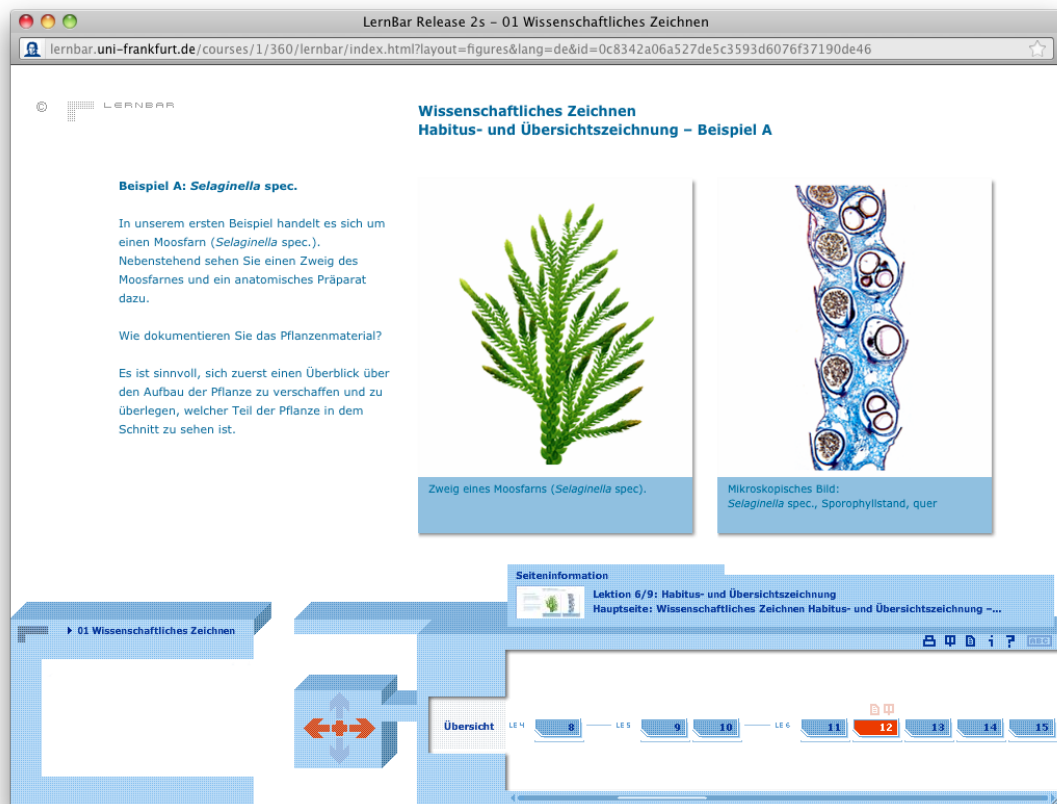 LernBar Release 2s – 01 Wissenschaftliches Zeichnen
lernbar.uni-frankfurt.de/courses/1/360/lernbar/index.html?layout=figures&lang=de&id=0c8342a06a527de5c3593d6076f37190de46
© LERNBAR
Wissenschaftliches Zeichnen
Habitus- und Übersichtszeichnung – Beispiel A
Beispiel A: Selaginella spec.
In unserem ersten Beispiel handelt es sich um
einen Moosfarn (Selaginella spec.).
Nebenstehend sehen Sie einen Zweig des
Moosfarnes und ein anatomisches Präparat
dazu.
Wie dokumentieren Sie das Pflanzenmaterial?
Es ist sinnvoll, sich zuerst einen Überblick über
den Aufbau der Pflanze zu verschaffen und zu
überlegen, welcher Teil der Pflanze in dem
Schnitt zu sehen ist.
Zweig eines Moosfarns (Selaginella spec).
Mikroskopisches Bild:
Selaginella spec., Sporophyllstand, quer
Seiteninformation
Lektion 6/9: Habitus- und Übersichtszeichnung
Hauptseite: Wissenschaftliches Zeichnen Habitus- und Übersichtszeichnung –...
01 Wissenschaftliches Zeichnen
i ? ABC
Übersicht LE 4 8 LE 5 9 10 LE 6 11 12 13 14 15